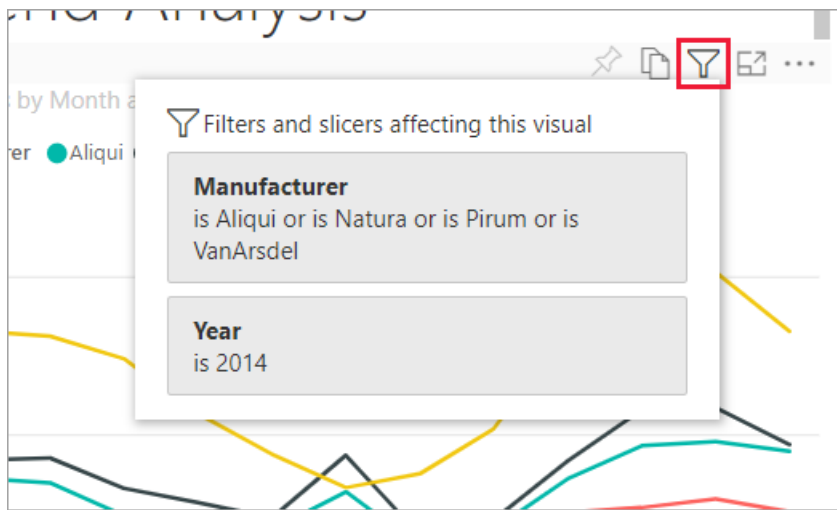 Analysis
by Month
Aliqui
Filters and slicers affecting this visual
Manufacturer
is Aliqui or is Natura or is Pirum or is
VanArsdel
Year
is 2014